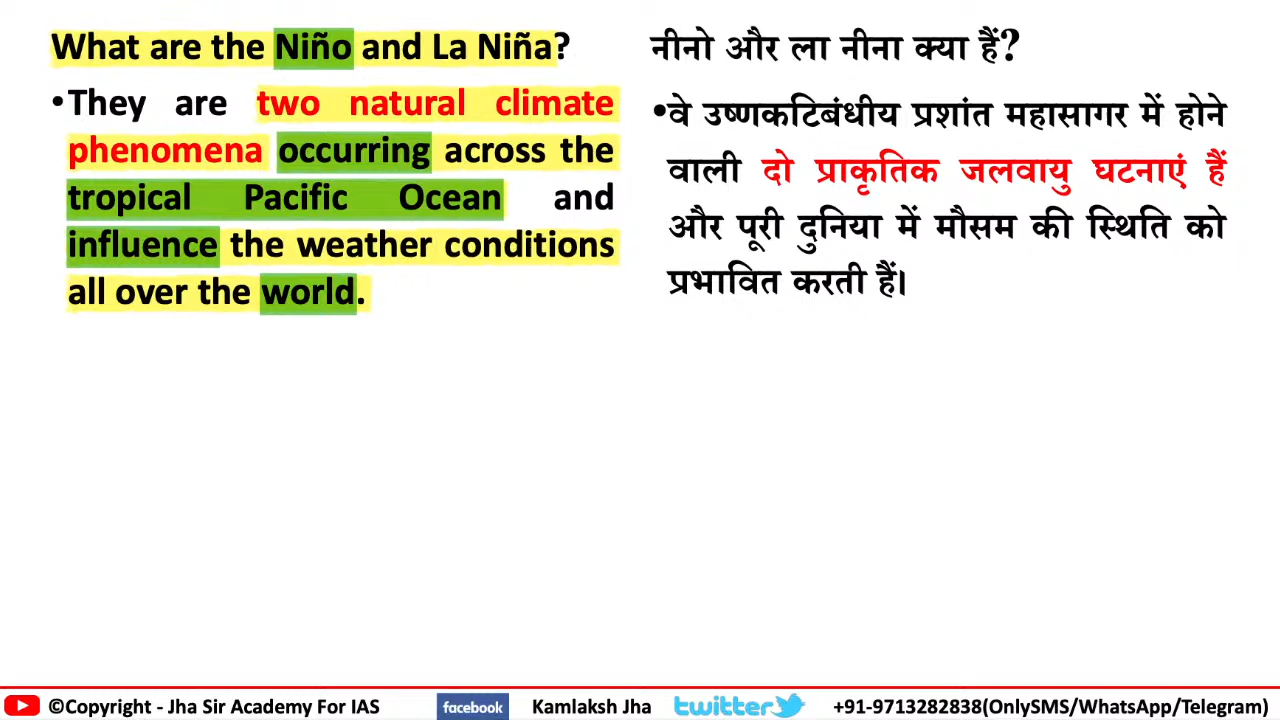 What are the Niño and La Niña?
•They are two natural climate
phenomena occurring across the
tropical Pacific Ocean and
influence the weather conditions
all over the world.
नीनो और ला नीना क्या हैं?
•वे उष्णकटिबंधीय प्रशांत महासागर में होने
वाली दो प्राकृतिक जलवायु घटनाएं हैं
और पूरी दुनिया में मौसम की स्थिति को
प्रभावित करती हैं।
©Copyright - Jha Sir Academy For IAS
facebook
Kamlaksh Jha
twitter
+91-9713282838(OnlySMS/WhatsApp/Telegram)